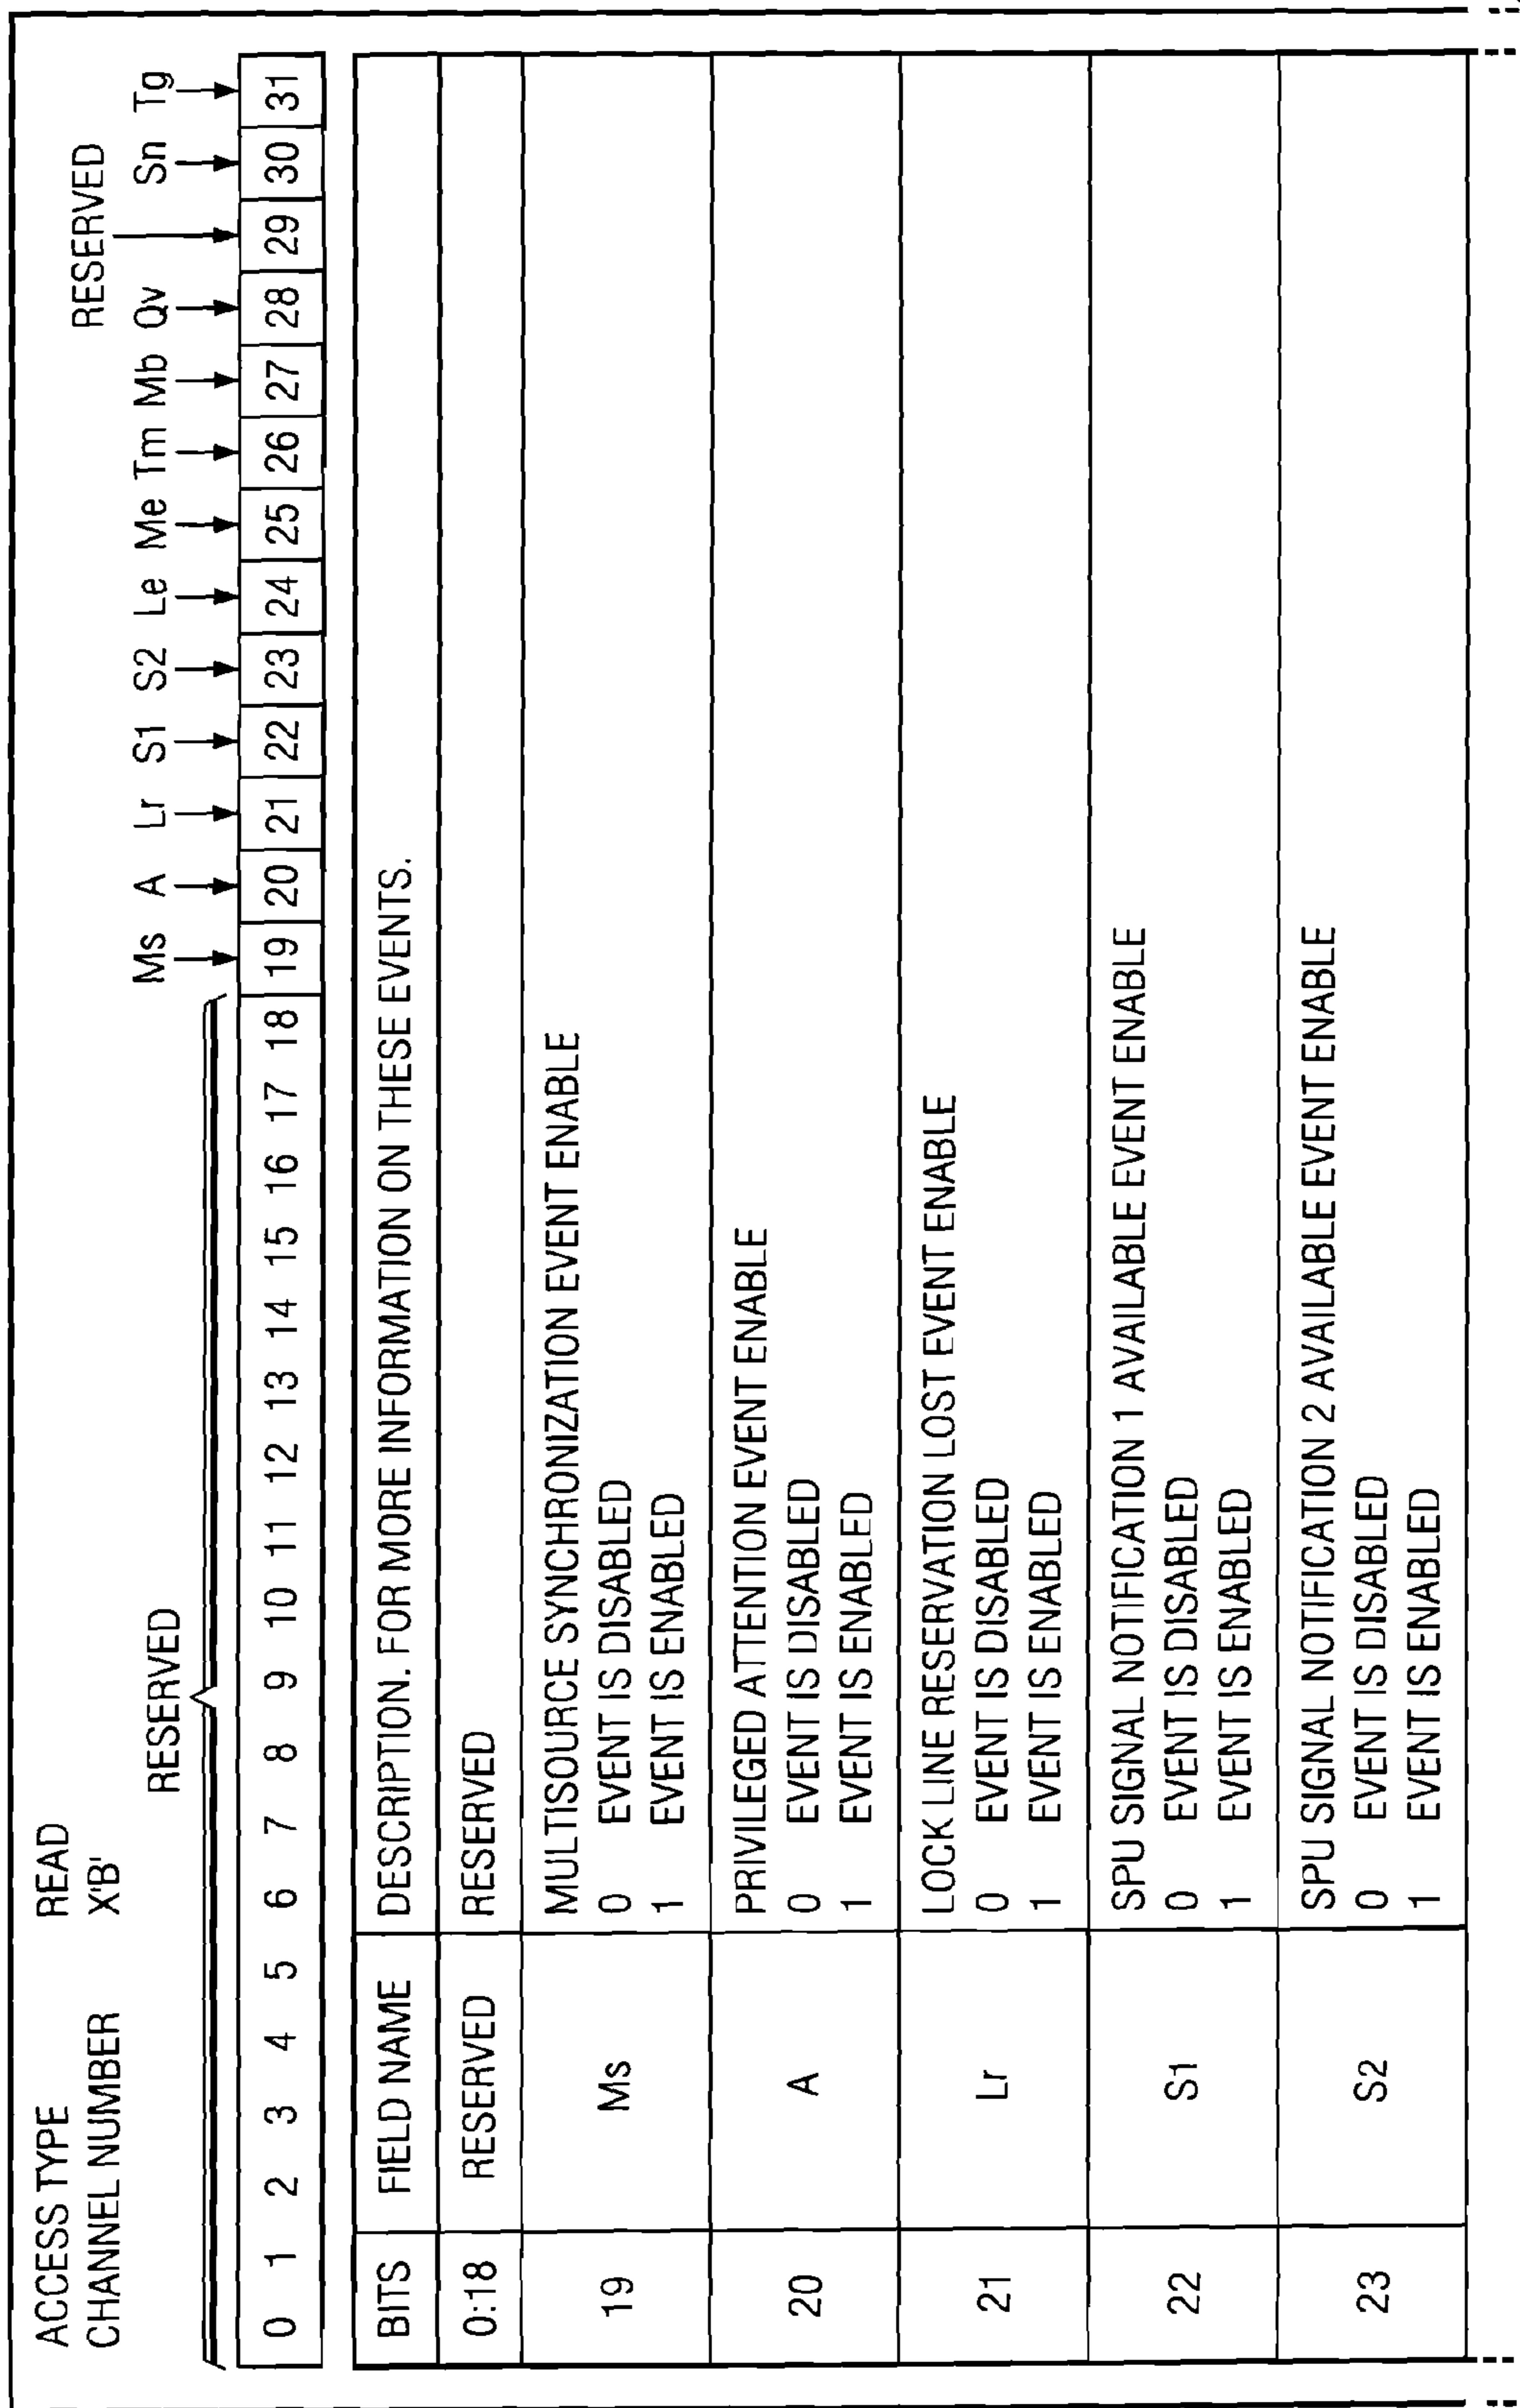 ACCESS TYPE READ
CHANNEL NUMBER X'B'
RESERVED
RESERVED
Ms A Lr S1 S2 Le Me Tm Mb Qv Sn Tg
0 1 2 3 4 5 6 7 8 9 10 11 12 13 14 15 16 17 18 19 20 21 22 23 24 25 26 27 28 29 30 31
BITS FIELD NAME DESCRIPTION. FOR MORE INFORMATION ON THESE EVENTS.
0:18 RESERVED RESERVED
19 Ms MULTISOURCE SYNCHRONIZATION EVENT ENABLE
0 EVENT IS DISABLED
1 EVENT IS ENABLED
20 A PRIVILEGED ATTENTION EVENT ENABLE
0 EVENT IS DISABLED
1 EVENT IS ENABLED
21 Lr LOCK LINE RESERVATION LOST EVENT ENABLE
0 EVENT IS DISABLED
1 EVENT IS ENABLED
22 S1 SPU SIGNAL NOTIFICATION 1 AVAILABLE EVENT ENABLE
0 EVENT IS DISABLED
1 EVENT IS ENABLED
23 S2 SPU SIGNAL NOTIFICATION 2 AVAILABLE EVENT ENABLE
0 EVENT IS DISABLED
1 EVENT IS ENABLED